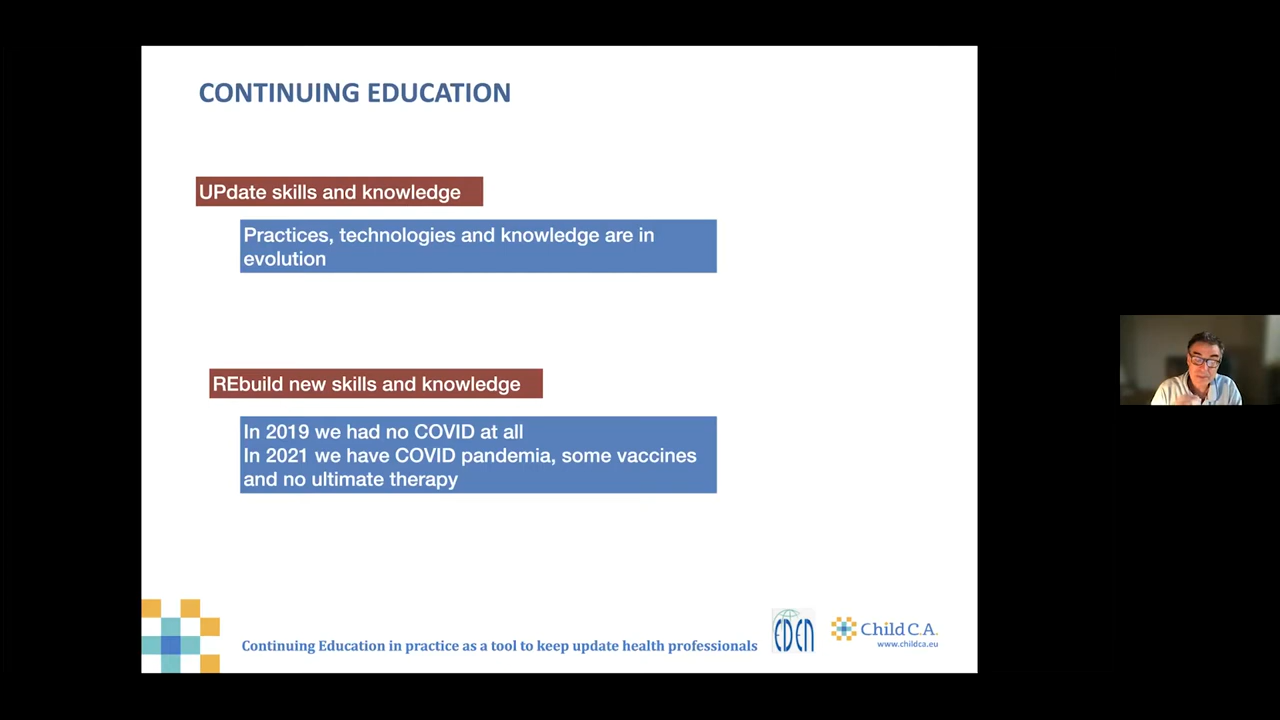 CONTINUING EDUCATION
UPdate skills and knowledge
Practices, technologies and knowledge are in
evolution
REbuild new skills and knowledge
In 2019 we had no COVID at all
In 2021 we have COVID pandemia, some vaccines
and no ultimate therapy
Continuing Education in practice as a tool to keep update health professionals
EDEN
Child C.A.
www.childca.eu